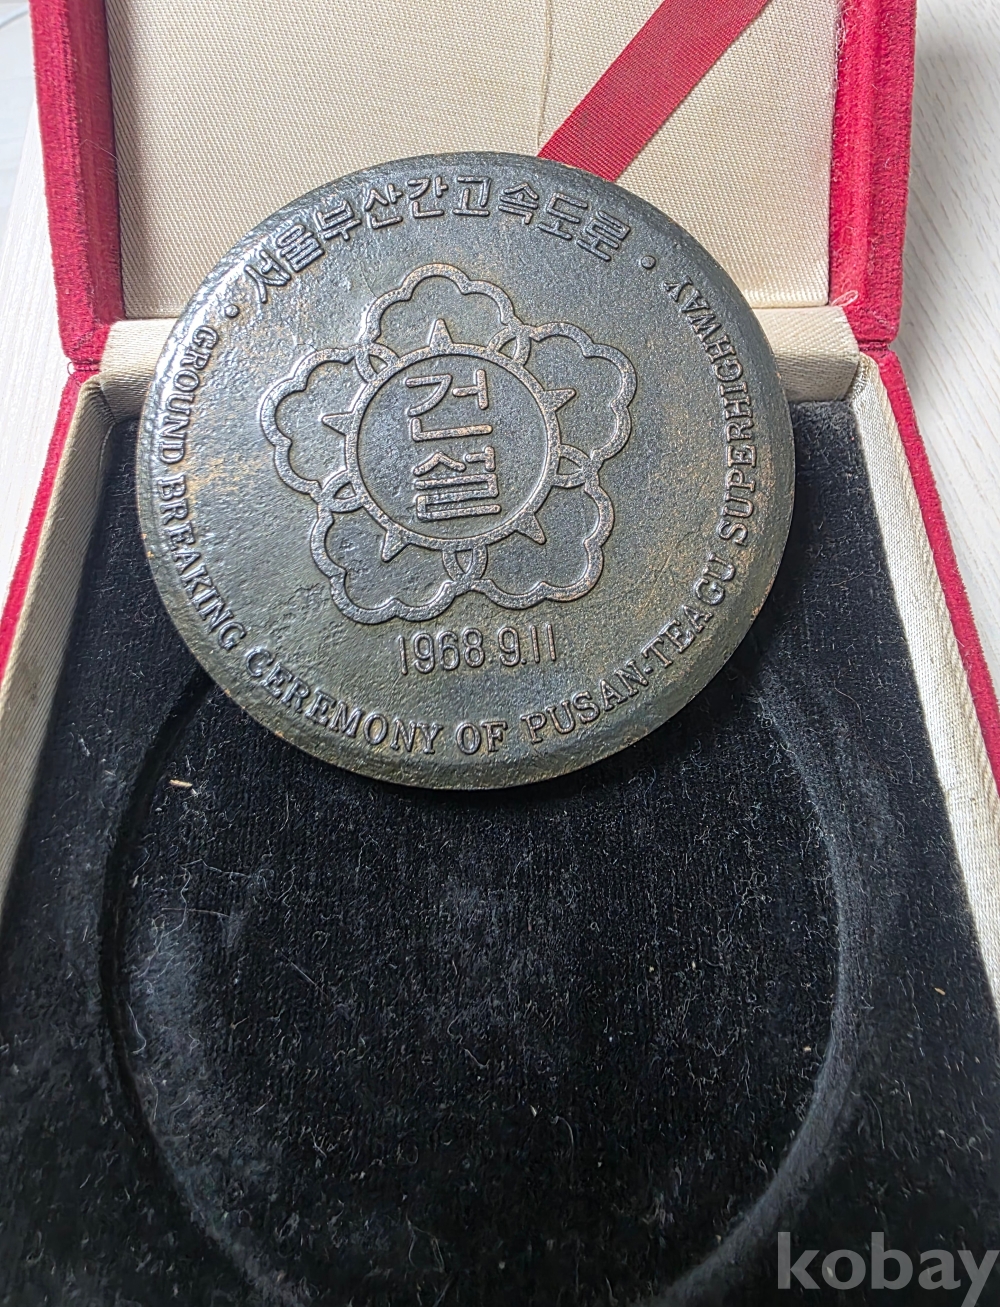 · 서울부산간고속도로 ·
건설
1968.9.11
GROUND BREAKING CEREMONY OF PUSAN-TEAGU SUPERHIGHWAY
kobay